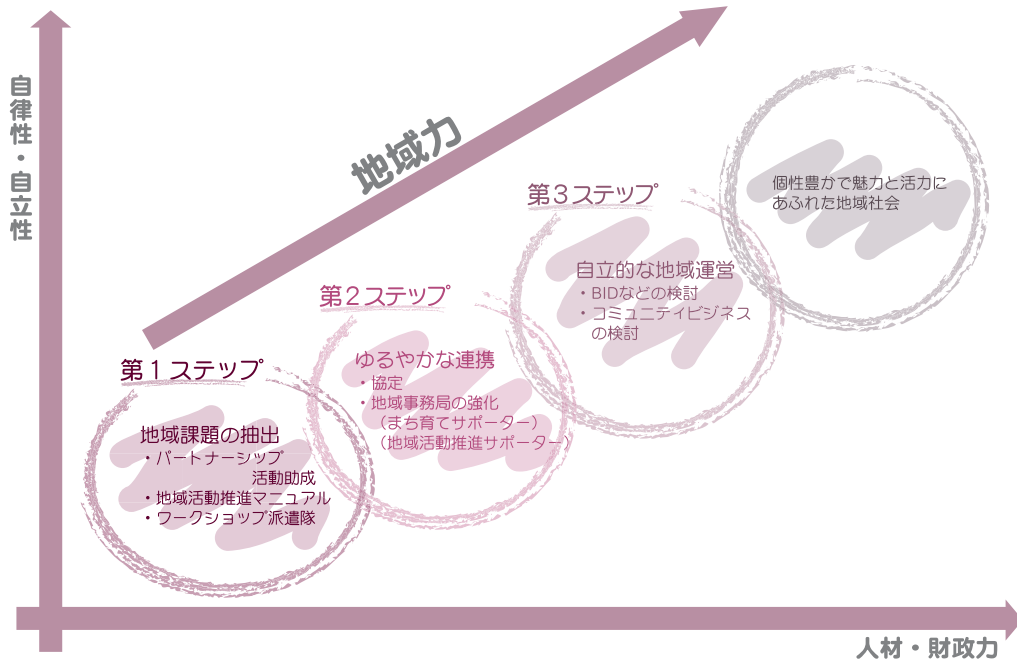 自律性・自立性
地域力
第１ステップ
地域課題の抽出
・パートナーシップ
活動助成
・地域活動推進マニュアル
・ワークショップ派遣隊
第２ステップ
ゆるやかな連携
・協定
・地域事務局の強化
（まち育てサポーター）
（地域活動推進サポーター）
第３ステップ
自立的な地域運営
・BIDなどの検討
・コミュニティビジネス
の検討
個性豊かで魅力と活力に
あふれた地域社会
人材・財政力